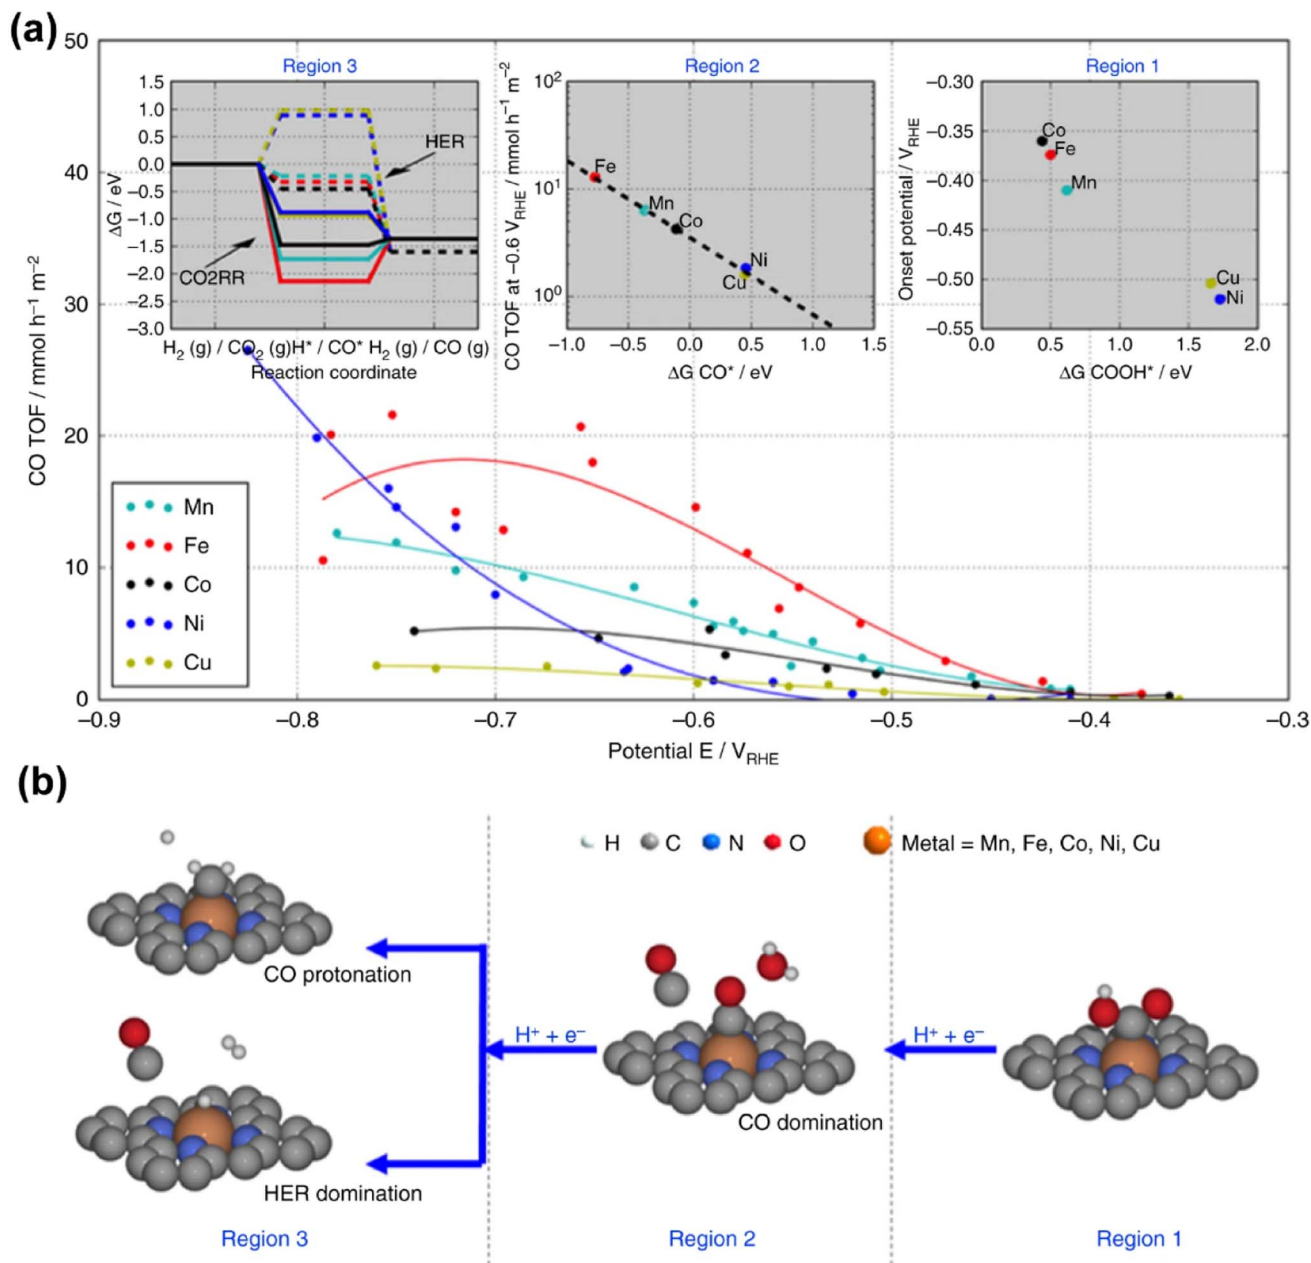 (a)
CO TOF / mmol h⁻¹ m⁻²
50
40
30
20
10
0
−0.9 −0.8 −0.7 −0.6 −0.5 −0.4 −0.3
Potential E / V_RHE
Mn
Fe
Co
Ni
Cu
Region 3
ΔG / eV
1.5
1.0
0.5
0.0
−0.5
−1.0
−1.5
−2.0
−2.5
−3.0
HER
CO2RR
H₂ (g) / CO₂ (g) H* / CO* H₂ (g) / CO (g)
Reaction coordinate
Region 2
CO TOF at −0.6 V_RHE / mmol h⁻¹ m⁻²
10²
10¹
10⁰
Fe
Mn
Co
Ni
Cu
−1.0 −0.5 0.0 0.5 1.0 1.5
ΔG CO* / eV
Region 1
Onset potential / V_RHE
−0.30
−0.35
−0.40
−0.45
−0.50
−0.55
Co
Fe
Mn
Cu
Ni
0.0 0.5 1.0 1.5 2.0
ΔG COOH* / eV
(b)
H C N O Metal = Mn, Fe, Co, Ni, Cu
CO protonation
H⁺ + e⁻
H⁺ + e⁻
CO domination
HER domination
Region 3
Region 2
Region 1